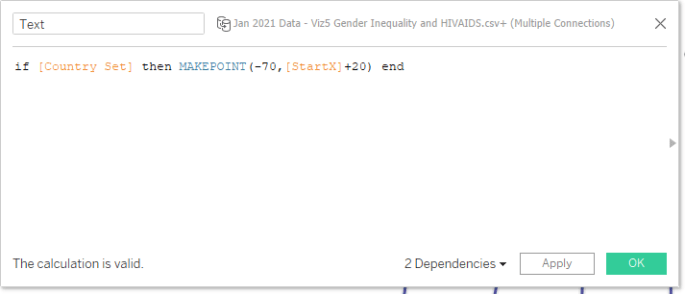 Text
Jan 2021 Data - Viz5 Gender Inequality and HIVAIDS.csv+ (Multiple Connections)
if [Country Set] then MAKEPOINT(-70,[StartX]+20) end
The calculation is valid.
2 Dependencies
Apply
OK